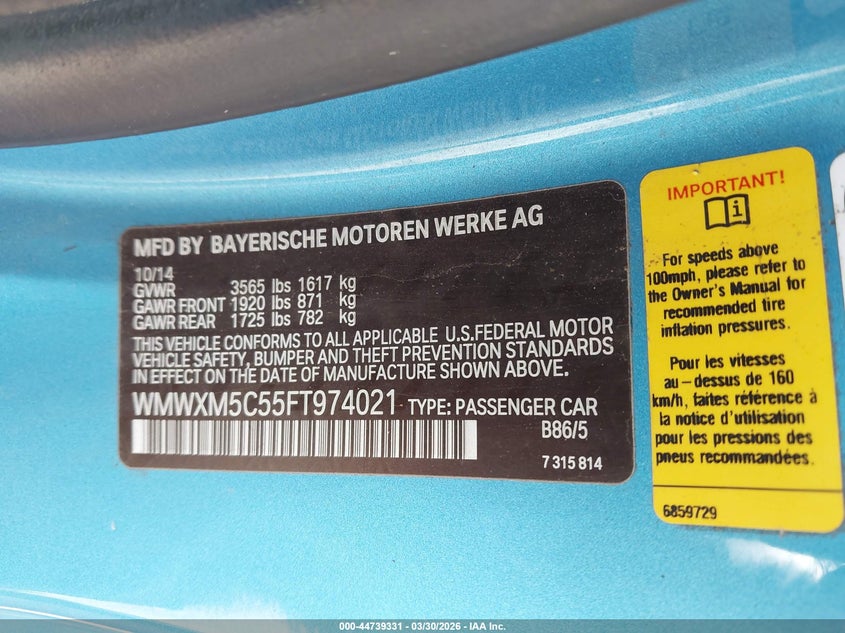 MFD BY BAYERISCHE MOTOREN WERKE AG
10/14
GVWR 3565 lbs 1617 kg
GAWR FRONT 1920 lbs 871 kg
GAWR REAR 1725 lbs 782 kg
THIS VEHICLE CONFORMS TO ALL APPLICABLE U.S.FEDERAL MOTOR
VEHICLE SAFETY, BUMPER AND THEFT PREVENTION STANDARDS
IN EFFECT ON THE DATE OF MANUFACTURE SHOWN ABOVE.
WMWXM5C55FT974021 TYPE: PASSENGER CAR
B86/5
7 315 814
IMPORTANT!
i
For speeds above
100mph, please refer to
the Owner's Manual for
recommended tire
inflation pressures.
Pour les vitesses
au-dessus de 160
km/h, faites référence à
la notice d'utilisation
pour les pressions des
pneus recommandées.
6859729
000-44739331 - 03/30/2026 - IAA Inc.